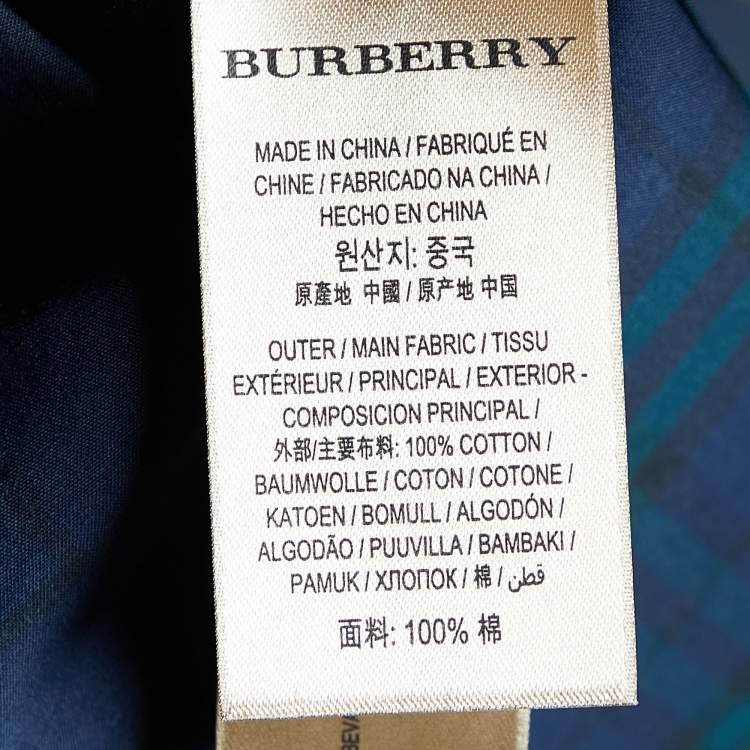 BURBERRY
MADE IN CHINA / FABRIQUÉ EN
CHINE / FABRICADO NA CHINA /
HECHO EN CHINA
원산지: 중국
原產地 中國 / 原产地 中国
OUTER / MAIN FABRIC / TISSU
EXTÉRIEUR / PRINCIPAL / EXTERIOR -
COMPOSICION PRINCIPAL /
外部/主要布料: 100% COTTON /
BAUMWOLLE / COTON / COTONE /
KATOEN / BOMULL / ALGODÓN /
ALGODÃO / PUUVILLA / BAMBAKI /
PAMUK / ХЛОПОК / 棉 / قطن
面料: 100% 棉